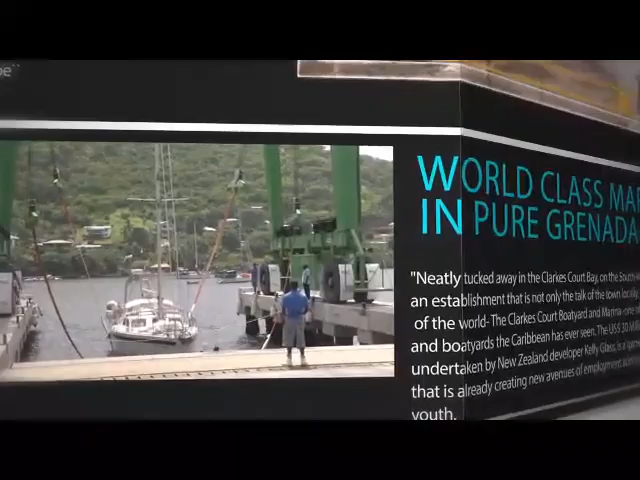 WORLD CLASS
IN PURE GRENADA
"Neatly tucked away in the Clarkes Court Bay, on the
an establishment that is not only the talk of the town
of the world- The Clarkes Court Boatyard and Marina
and boatyards the Caribbean has ever seen. The US$
undertaken by New Zealand developer Kelly Glass, is a
that is already creating new avenues of employment
youth.